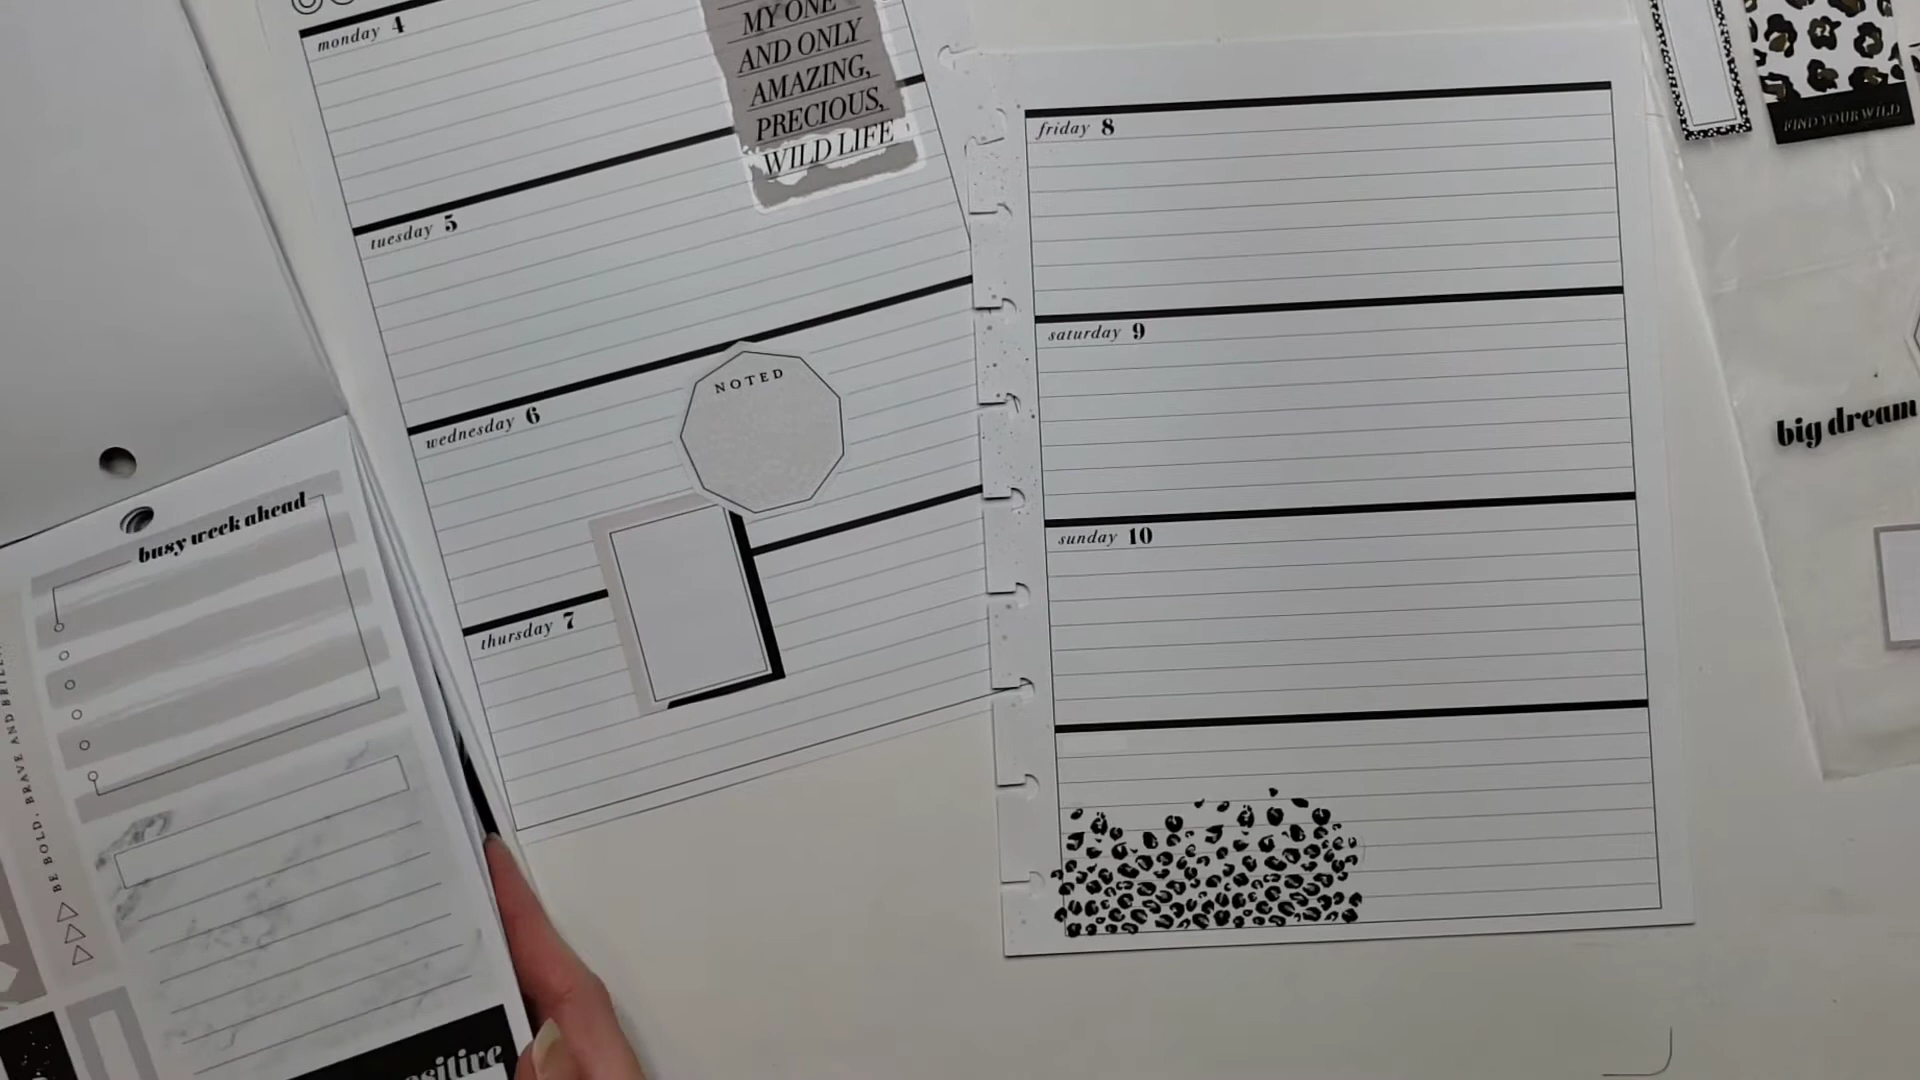 monday 4
MY ONE
AND ONLY
AMAZING,
PRECIOUS,
WILD LIFE
tuesday 5
wednesday 6
NOTED
thursday 7
friday 8
saturday 9
sunday 10
FIND YOUR WILD
big dream
busy week ahead
BE BOLD, BRAVE AND